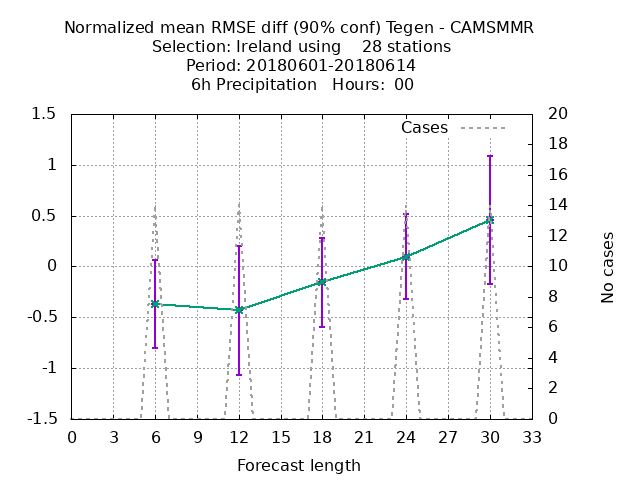 Normalized mean RMSE diff (90% conf) Tegen - CAMSMMR
Selection: Ireland using    28 stations
Period: 20180601-20180614
6h Precipitation   Hours:  00
Cases
1.5
1
0.5
0
-0.5
-1
-1.5
20
18
16
14
12
10
8
6
4
2
0
No cases
0 3 6 9 12 15 18 21 24 27 30 33
Forecast length